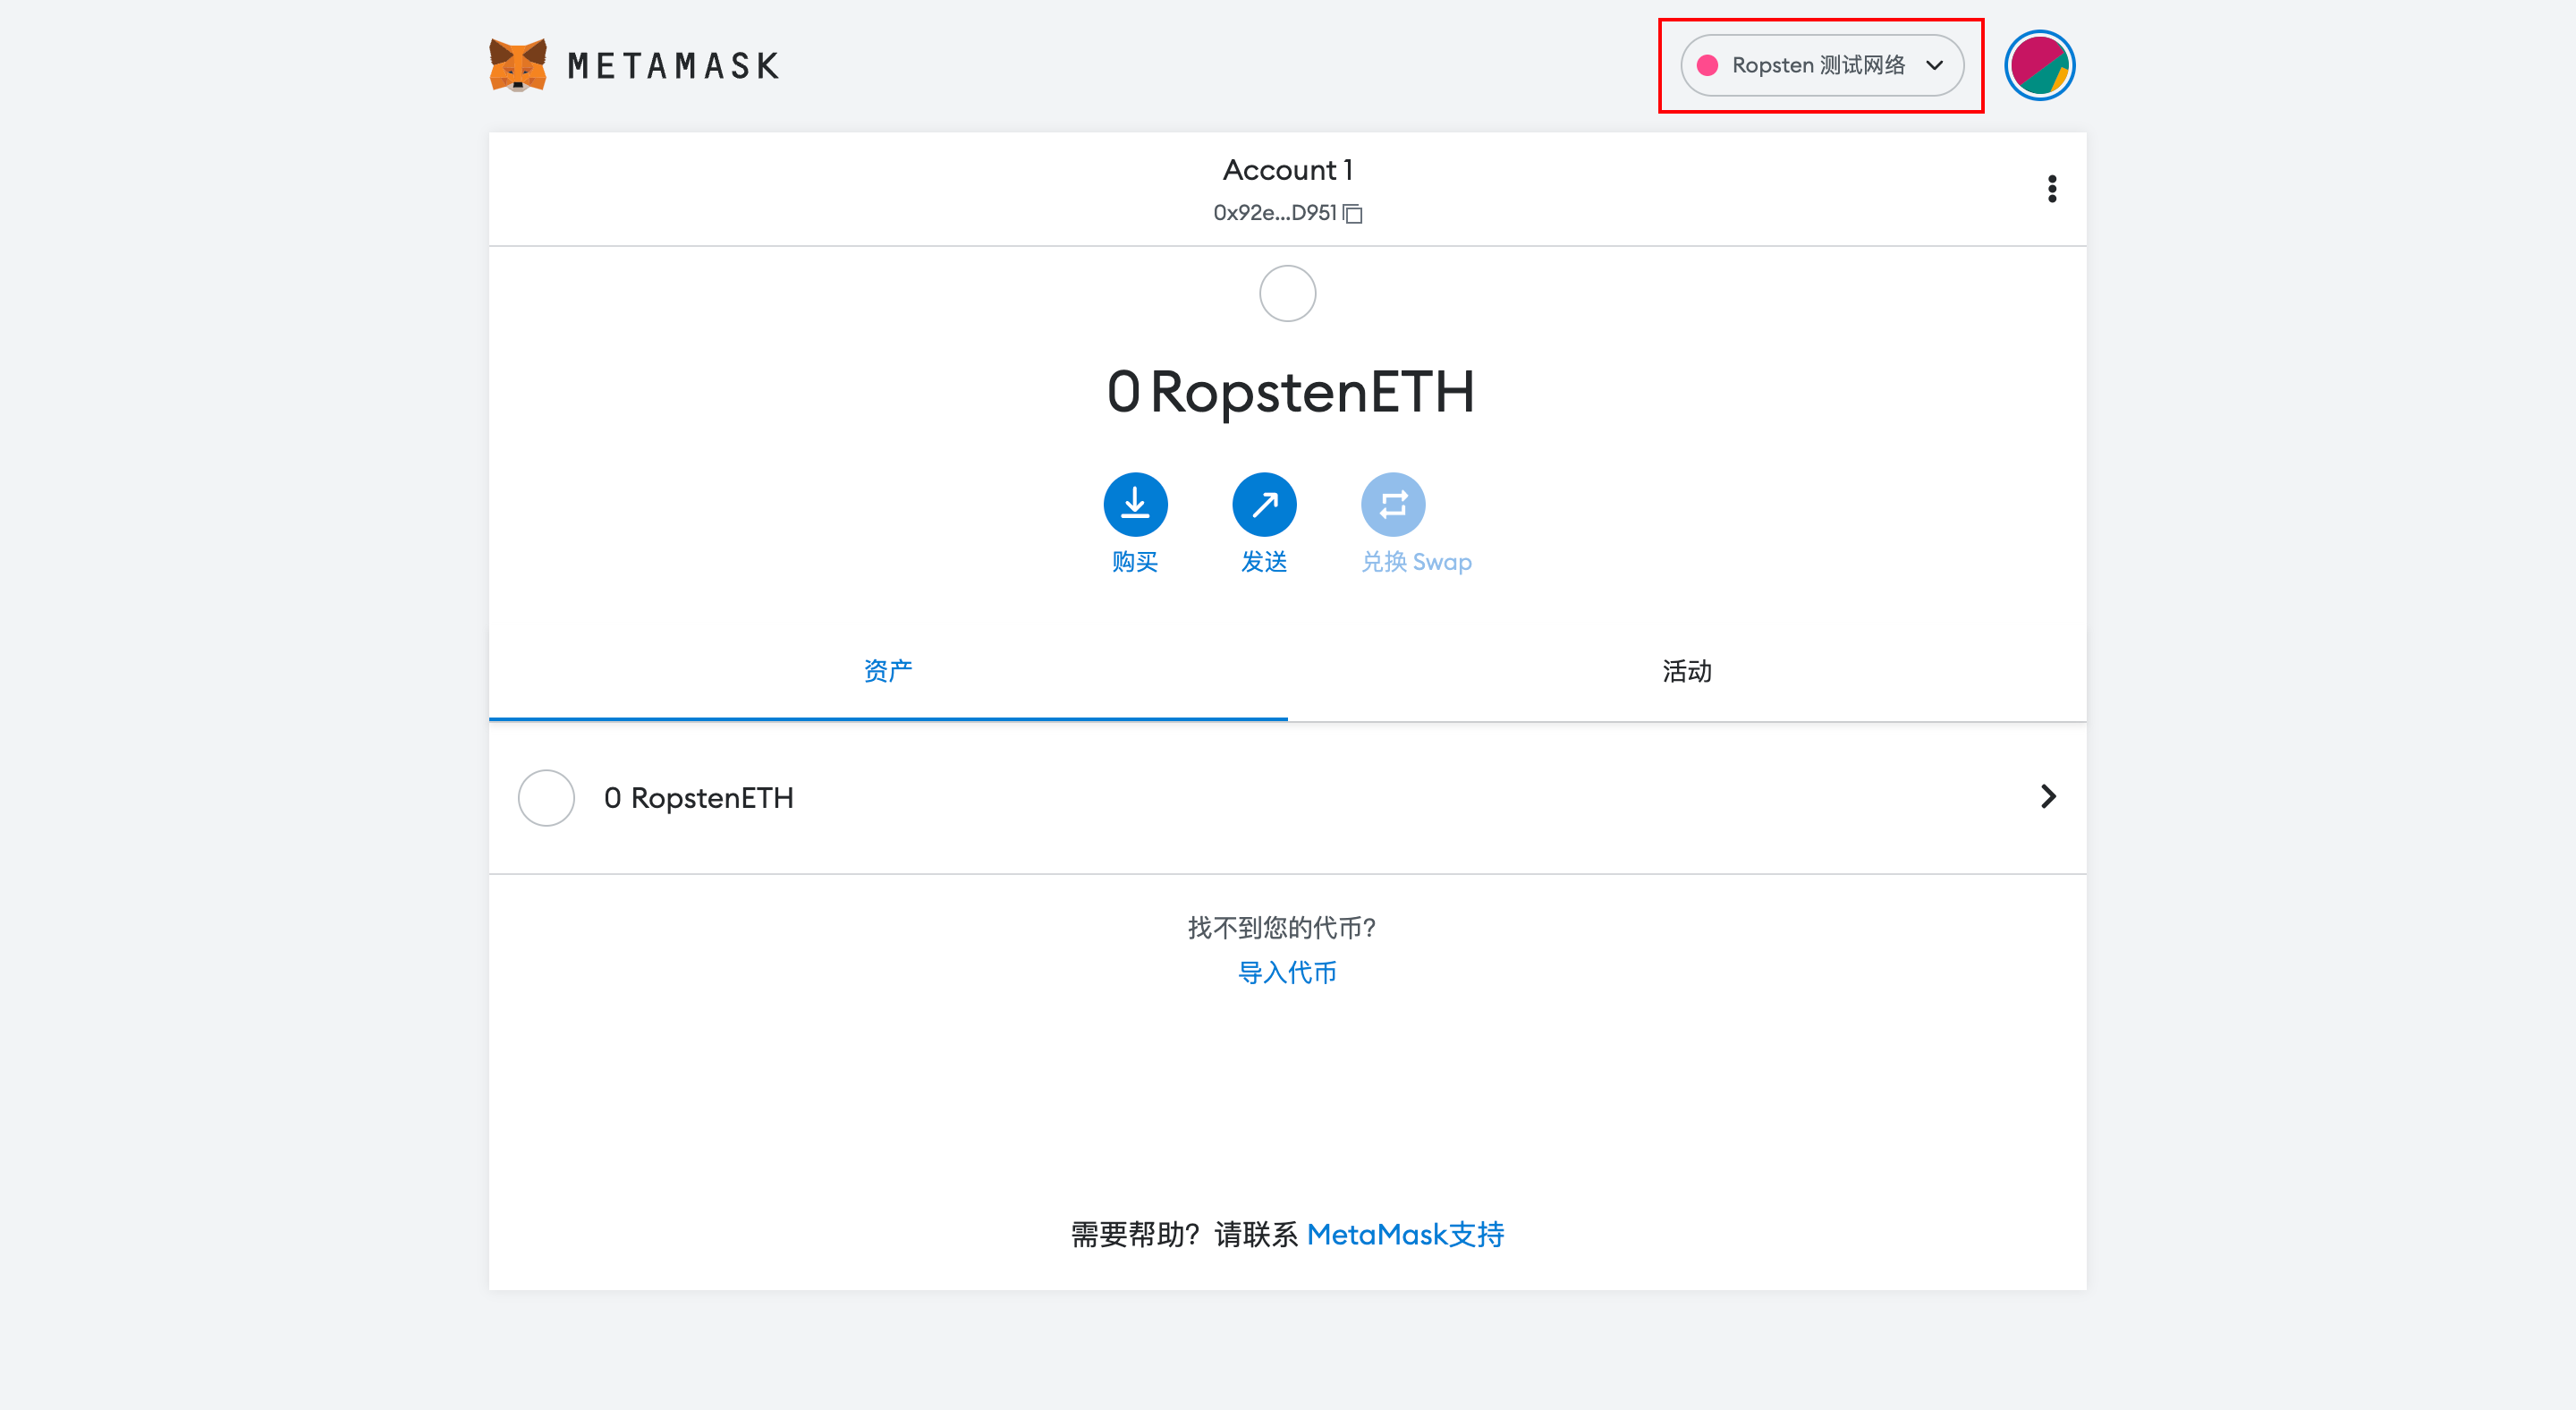 METAMASK
Ropsten 测试网络
Account 1
0x92e...D951
0 RopstenETH
购买
发送
兑换 Swap
资产
活动
0 RopstenETH
找不到您的代币?
导入代币
需要帮助？请联系 MetaMask支持